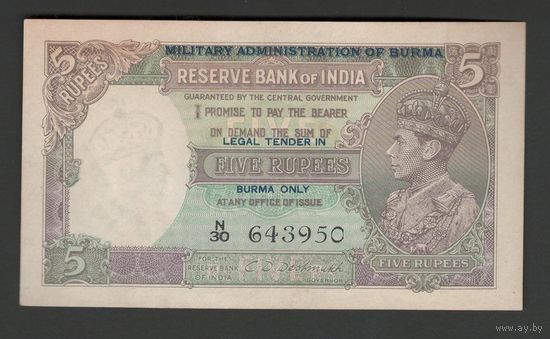 MILITARY ADMINISTRATION OF BURMA
5 RUPEES
RESERVE BANK OF INDIA
5
GUARANTEED BY THE CENTRAL GOVERNMENT
I PROMISE TO PAY THE BEARER
ON DEMAND THE SUM OF
LEGAL TENDER IN
FIVE RUPEES
BURMA ONLY
AT ANY OFFICE OF ISSUE
N/30 643950
5
FOR THE
RESERVE BANK
OF INDIA
C. D. Deshmukh
GOVERNOR
FIVE RUPEES
www.ay.by